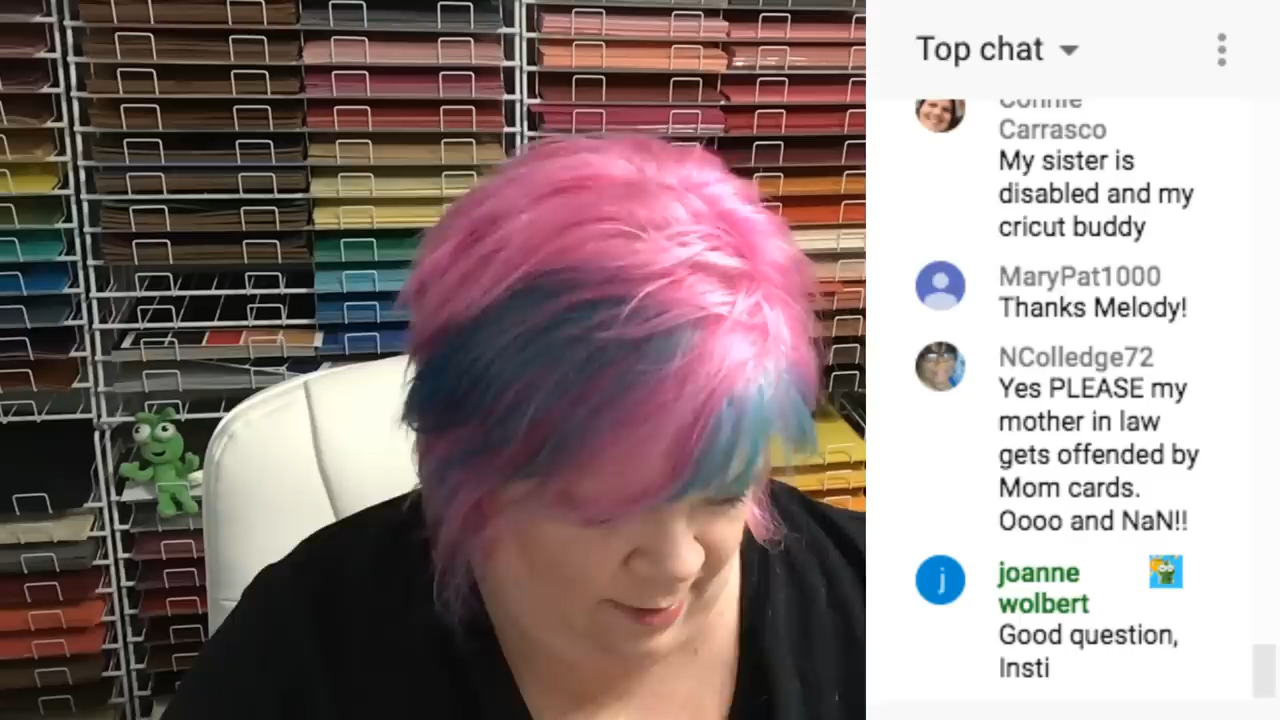 Top chat
Connie
Carrasco
My sister is
disabled and my
cricut buddy
MaryPat1000
Thanks Melody!
NColledge72
Yes PLEASE my
mother in law
gets offended by
Mom cards.
Oooo and NaN!!
joanne
wolbert
Good question,
Insti
j